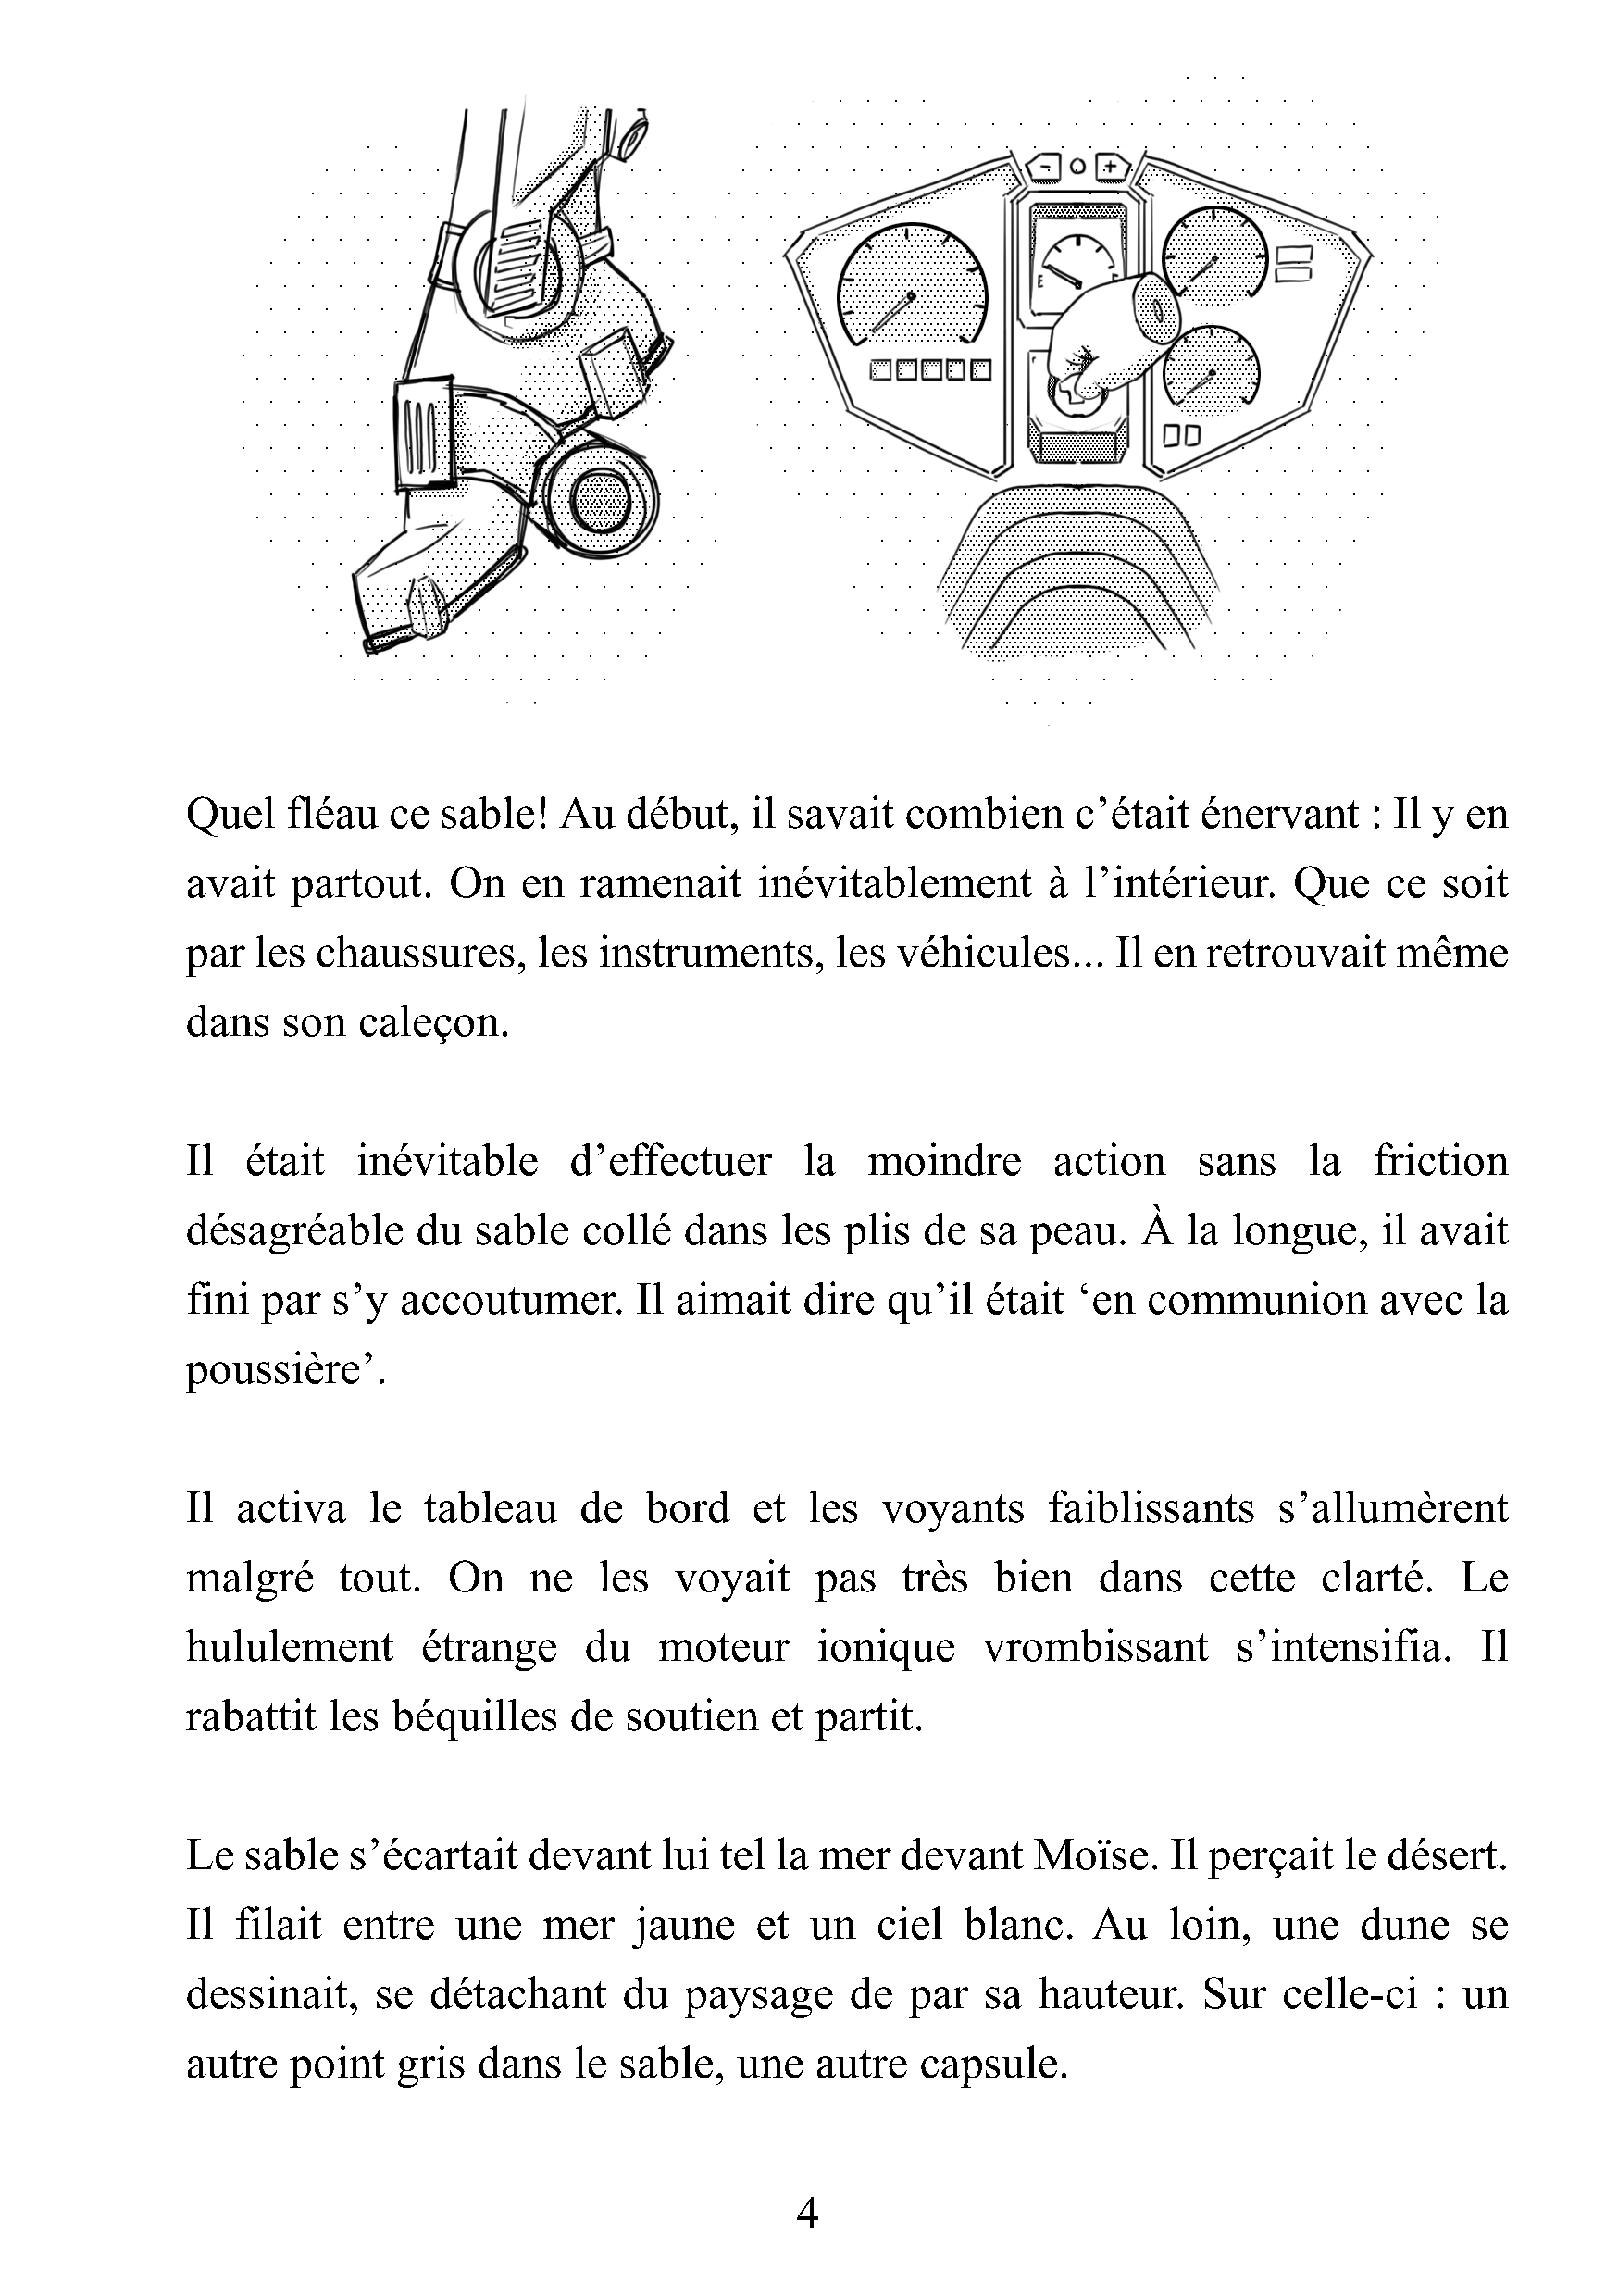 - +
E F
Quel fléau ce sable! Au début, il savait combien c’était énervant : Il y en
avait partout. On en ramenait inévitablement à l’intérieur. Que ce soit
par les chaussures, les instruments, les véhicules... Il en retrouvait même
dans son caleçon.
Il était inévitable d’effectuer la moindre action sans la friction
désagréable du sable collé dans les plis de sa peau. À la longue, il avait
fini par s’y accoutumer. Il aimait dire qu’il était ‘en communion avec la
poussière’.
Il activa le tableau de bord et les voyants faiblissants s’allumèrent
malgré tout. On ne les voyait pas très bien dans cette clarté. Le
hululement étrange du moteur ionique vrombissant s’intensifia. Il
rabattit les béquilles de soutien et partit.
Le sable s’écartait devant lui tel la mer devant Moïse. Il perçait le désert.
Il filait entre une mer jaune et un ciel blanc. Au loin, une dune se
dessinait, se détachant du paysage de par sa hauteur. Sur celle-ci : un
autre point gris dans le sable, une autre capsule.
4